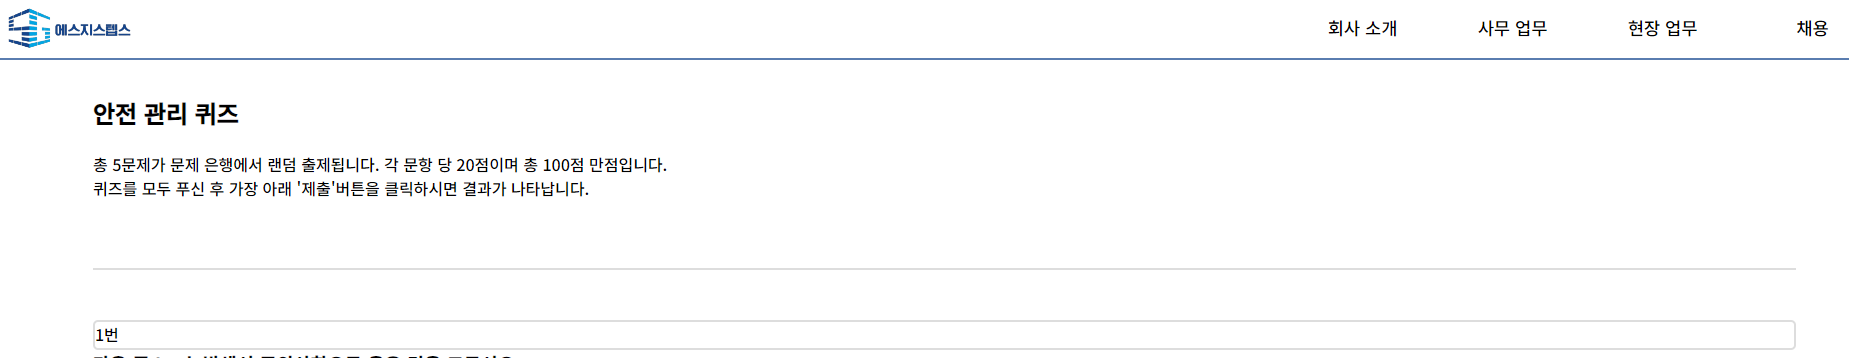 에스지스텝스
회사 소개 사무 업무 현장 업무 채용
안전 관리 퀴즈
총 5문제가 문제 은행에서 랜덤 출제됩니다. 각 문항 당 20점이며 총 100점 만점입니다.
퀴즈를 모두 푸신 후 가장 아래 '제출'버튼을 클릭하시면 결과가 나타납니다.
1번